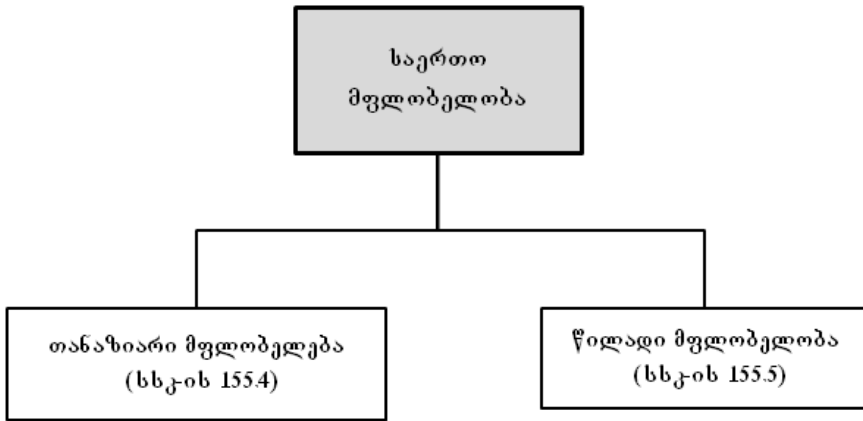 საერთო
მფლობელობა
თანაზიარი მფლობელება
(სსკ-ის 155.4)
წილადი მფლობელობა
(სსკ-ის 155.5)